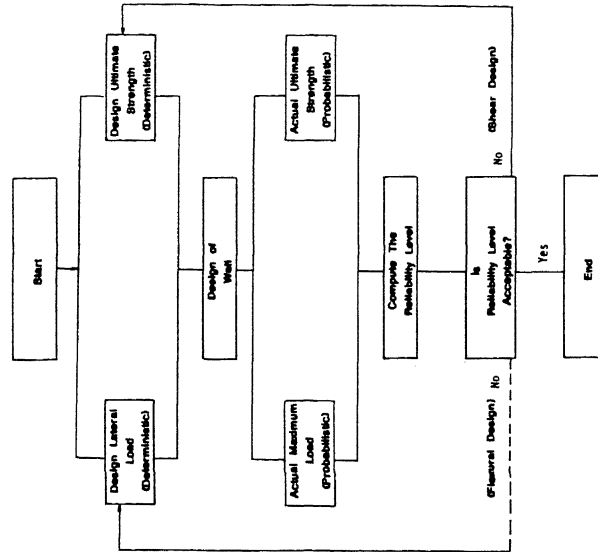 Start
Design Lateral
Load
(Deterministic)
Design Ultimate
Strength
(Deterministic)
Design of
Wall
Actual Maximum
Load
(Probabilistic)
Actual Ultimate
Strength
(Probabilistic)
Compute The
Reliability Level
(Flexural Design)
No
Is
Reliability Level
Acceptable?
No
(Shear Design)
Yes
End